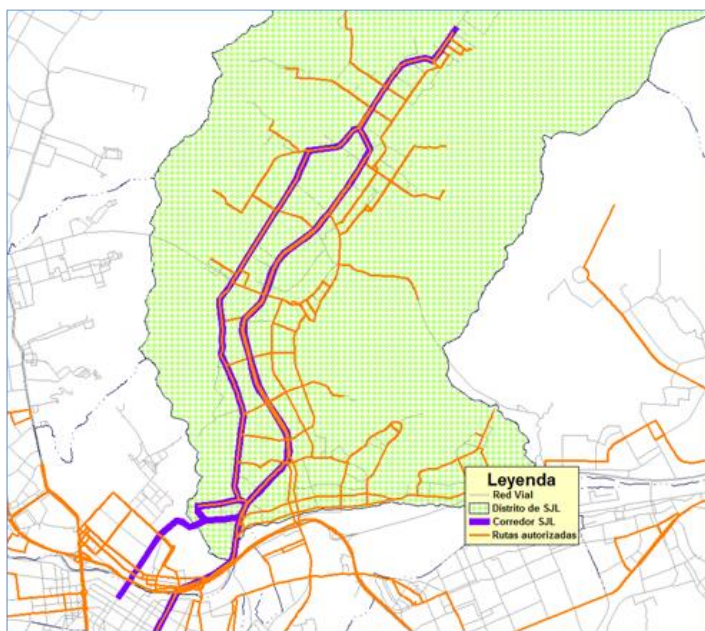 Leyenda
Red Vial
Distrito de SJL
Corredor SJL
Rutas autorizadas